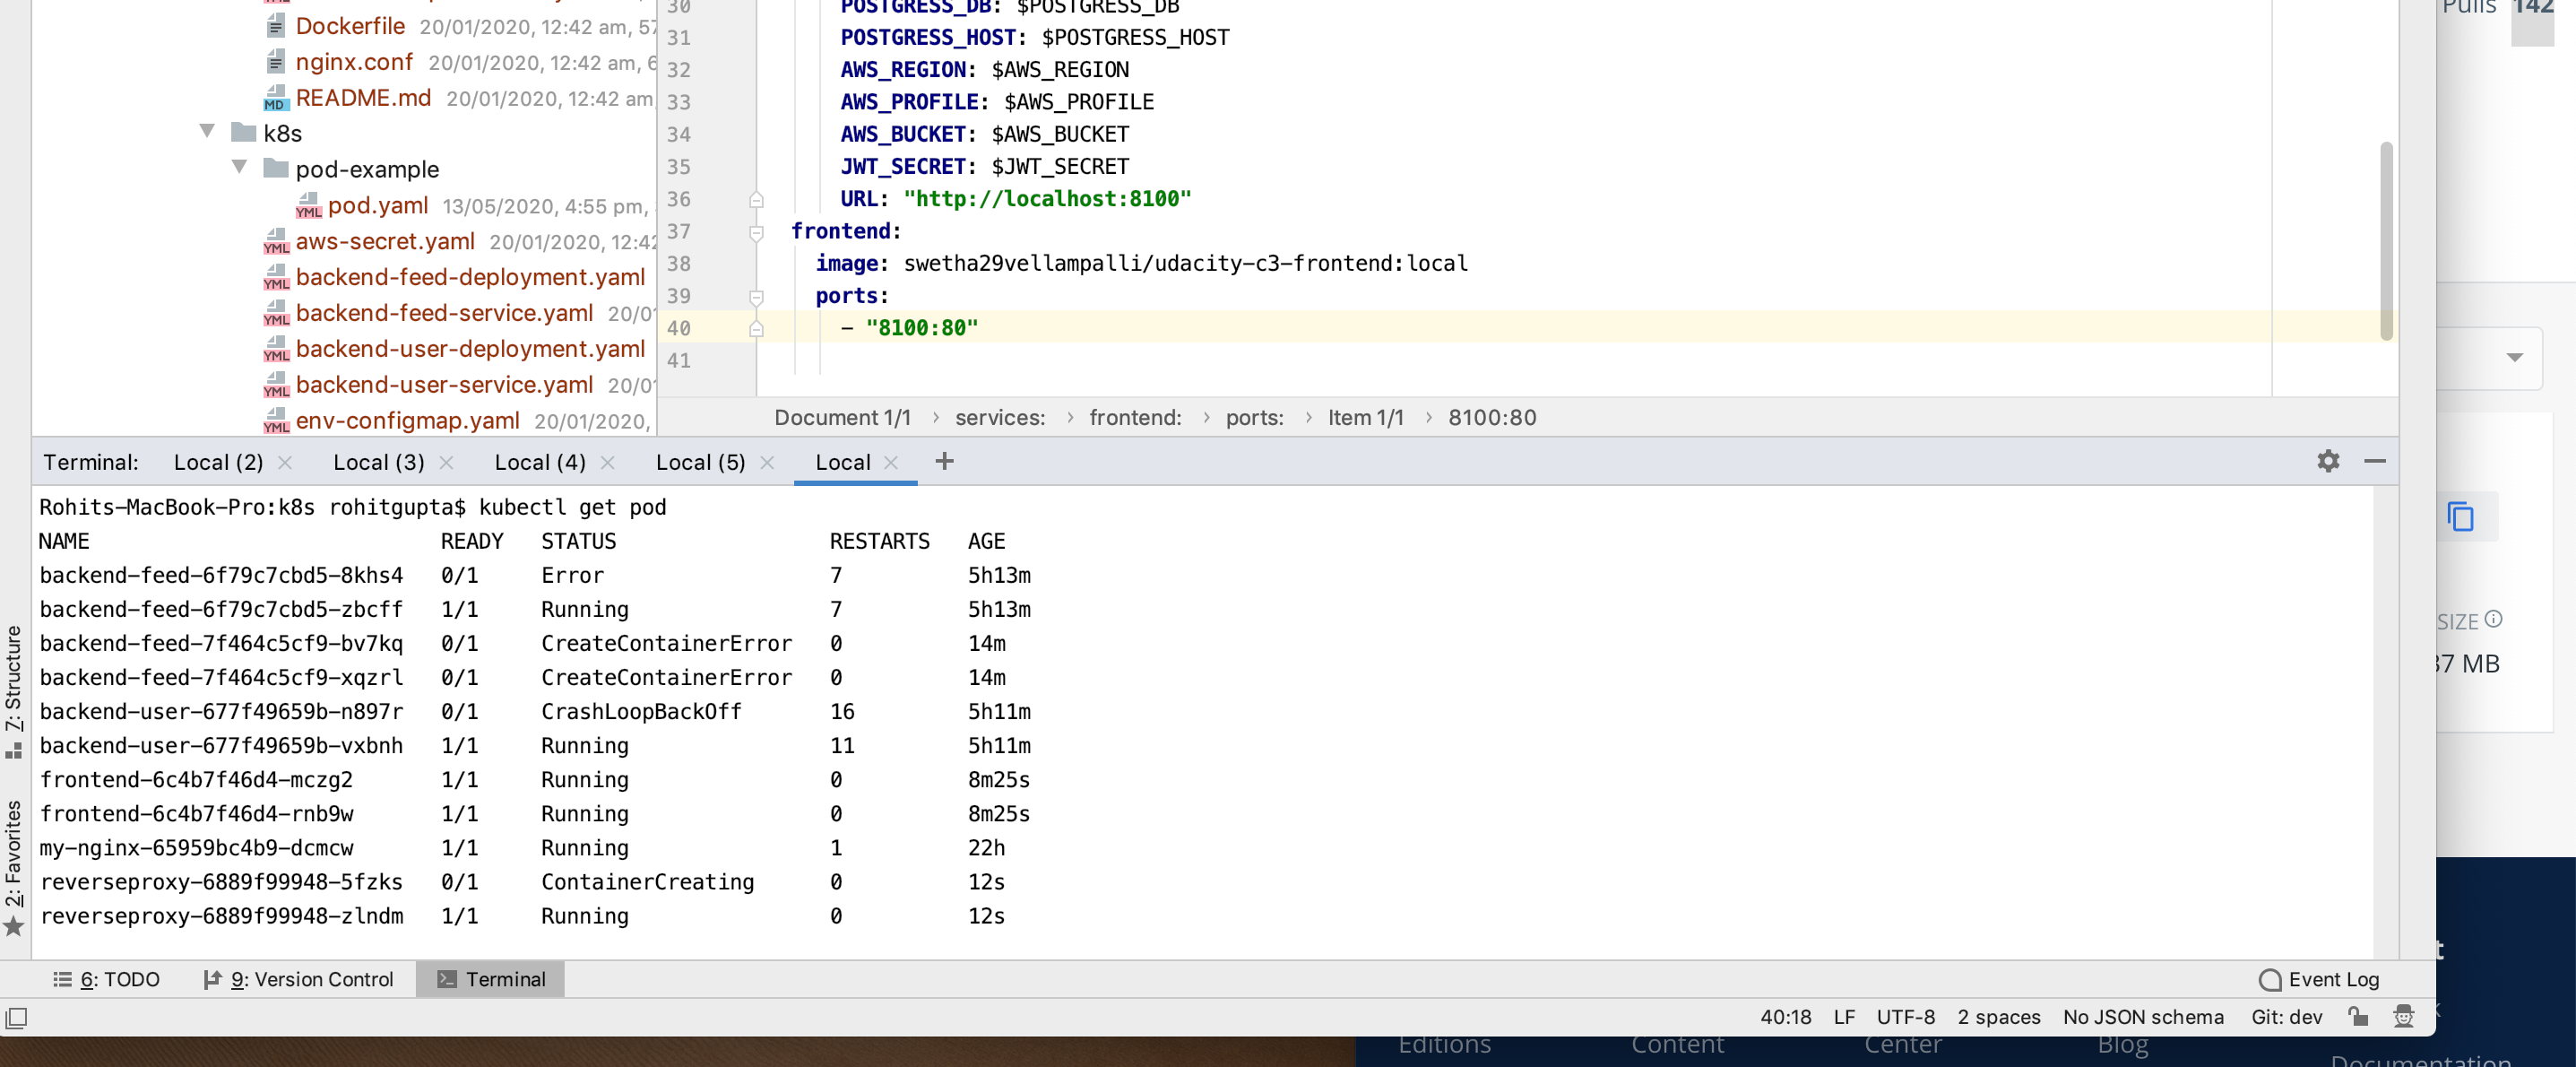 Dockerfile 20/01/2020, 12:42 am, 57
nginx.conf 20/01/2020, 12:42 am, 6
README.md 20/01/2020, 12:42 am
k8s
pod-example
pod.yaml 13/05/2020, 4:55 pm,
aws-secret.yaml 20/01/2020, 12:42
backend-feed-deployment.yaml
backend-feed-service.yaml 20/01
backend-user-deployment.yaml
backend-user-service.yaml 20/01
env-configmap.yaml 20/01/2020,
30 POSTGRESS_DB: $POSTGRESS_DB
31 POSTGRESS_HOST: $POSTGRESS_HOST
32 AWS_REGION: $AWS_REGION
33 AWS_PROFILE: $AWS_PROFILE
34 AWS_BUCKET: $AWS_BUCKET
35 JWT_SECRET: $JWT_SECRET
36 URL: "http://localhost:8100"
37 frontend:
38 image: swetha29vellampalli/udacity-c3-frontend:local
39 ports:
40 - "8100:80"
41
Document 1/1 › services: › frontend: › ports: › Item 1/1 › 8100:80
Pulls 142
Terminal: Local (2) × Local (3) × Local (4) × Local (5) × Local × +
Rohits-MacBook-Pro:k8s rohitgupta$ kubectl get pod
NAME READY STATUS RESTARTS AGE
backend-feed-6f79c7cbd5-8khs4 0/1 Error 7 5h13m
backend-feed-6f79c7cbd5-zbcff 1/1 Running 7 5h13m
backend-feed-7f464c5cf9-bv7kq 0/1 CreateContainerError 0 14m
backend-feed-7f464c5cf9-xqzrl 0/1 CreateContainerError 0 14m
backend-user-677f49659b-n897r 0/1 CrashLoopBackOff 16 5h11m
backend-user-677f49659b-vxbnh 1/1 Running 11 5h11m
frontend-6c4b7f46d4-mczg2 1/1 Running 0 8m25s
frontend-6c4b7f46d4-rnb9w 1/1 Running 0 8m25s
my-nginx-65959bc4b9-dcmcw 1/1 Running 1 22h
reverseproxy-6889f99948-5fzks 0/1 ContainerCreating 0 12s
reverseproxy-6889f99948-zlndm 1/1 Running 0 12s
Z: Structure
2: Favorites
SIZE
37 MB
6: TODO 9: Version Control Terminal Event Log
40:18 LF UTF-8 2 spaces No JSON schema Git: dev
Editions Content Center Blog
Documentation